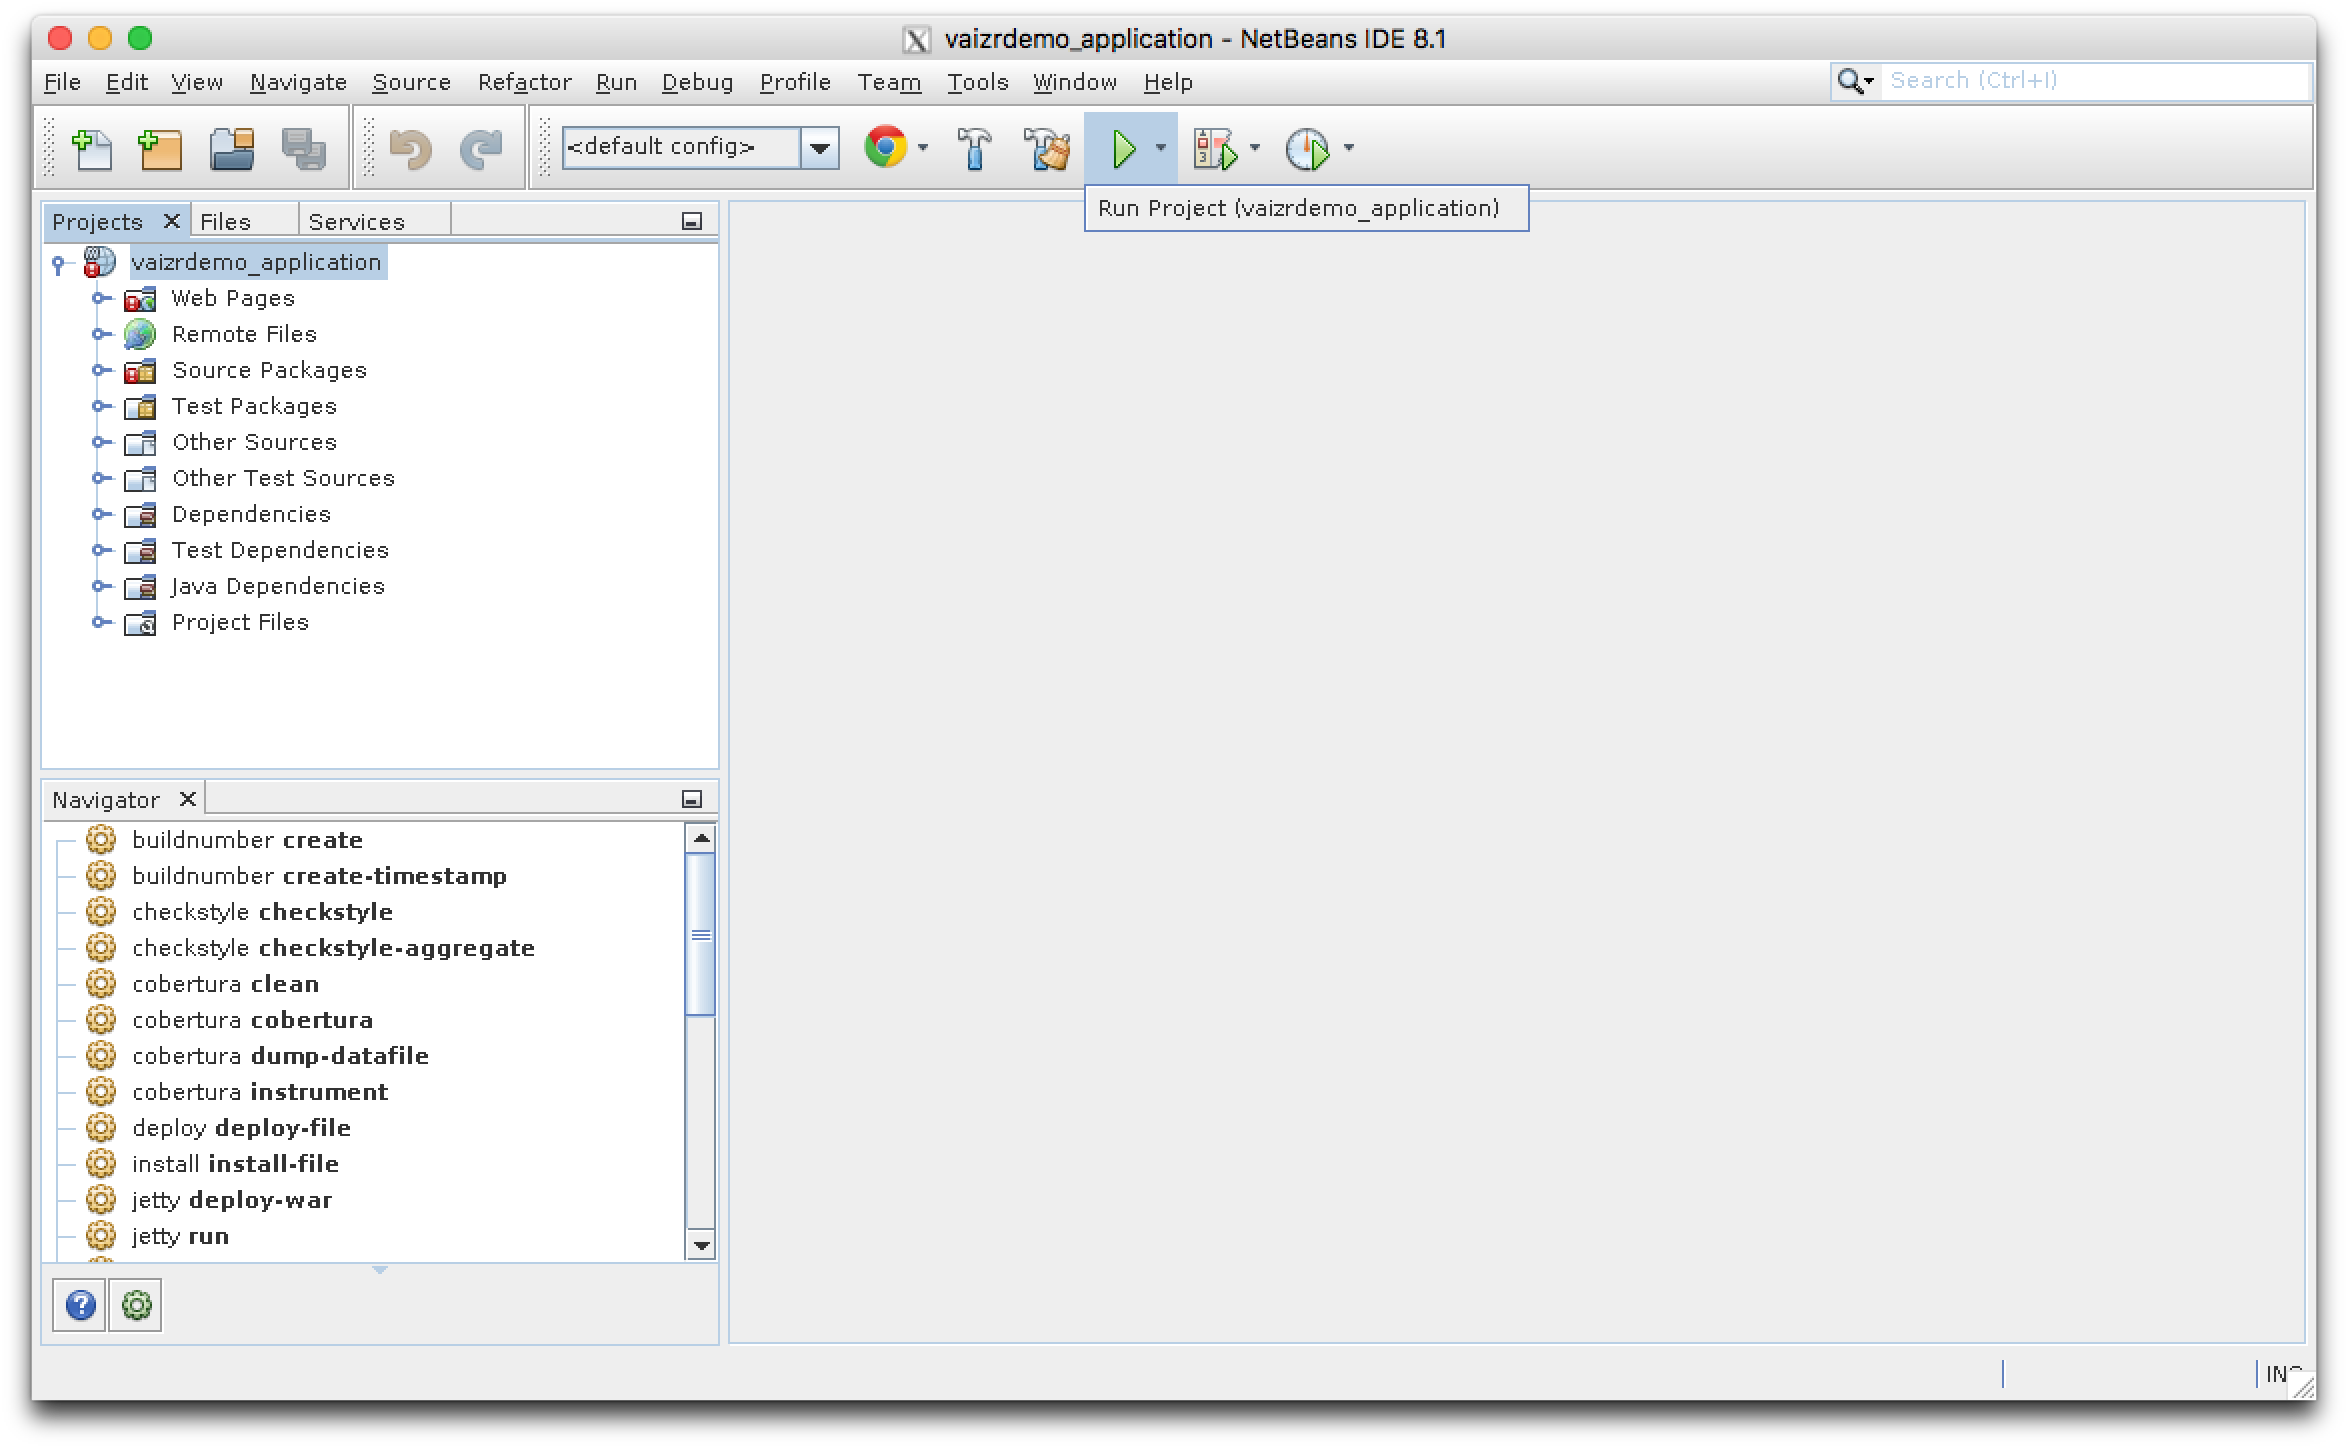 vaizrdemo_application - NetBeans IDE 8.1
File Edit View Navigate Source Refactor Run Debug Profile Team Tools Window Help Search (Ctrl+I)
<default config>
Run Project (vaizrdemo_application)
Projects Files Services
vaizrdemo_application
Web Pages
Remote Files
Source Packages
Test Packages
Other Sources
Other Test Sources
Dependencies
Test Dependencies
Java Dependencies
Project Files
Navigator
buildnumber create
buildnumber create-timestamp
checkstyle checkstyle
checkstyle checkstyle-aggregate
cobertura clean
cobertura cobertura
cobertura dump-datafile
cobertura instrument
deploy deploy-file
install install-file
jetty deploy-war
jetty run